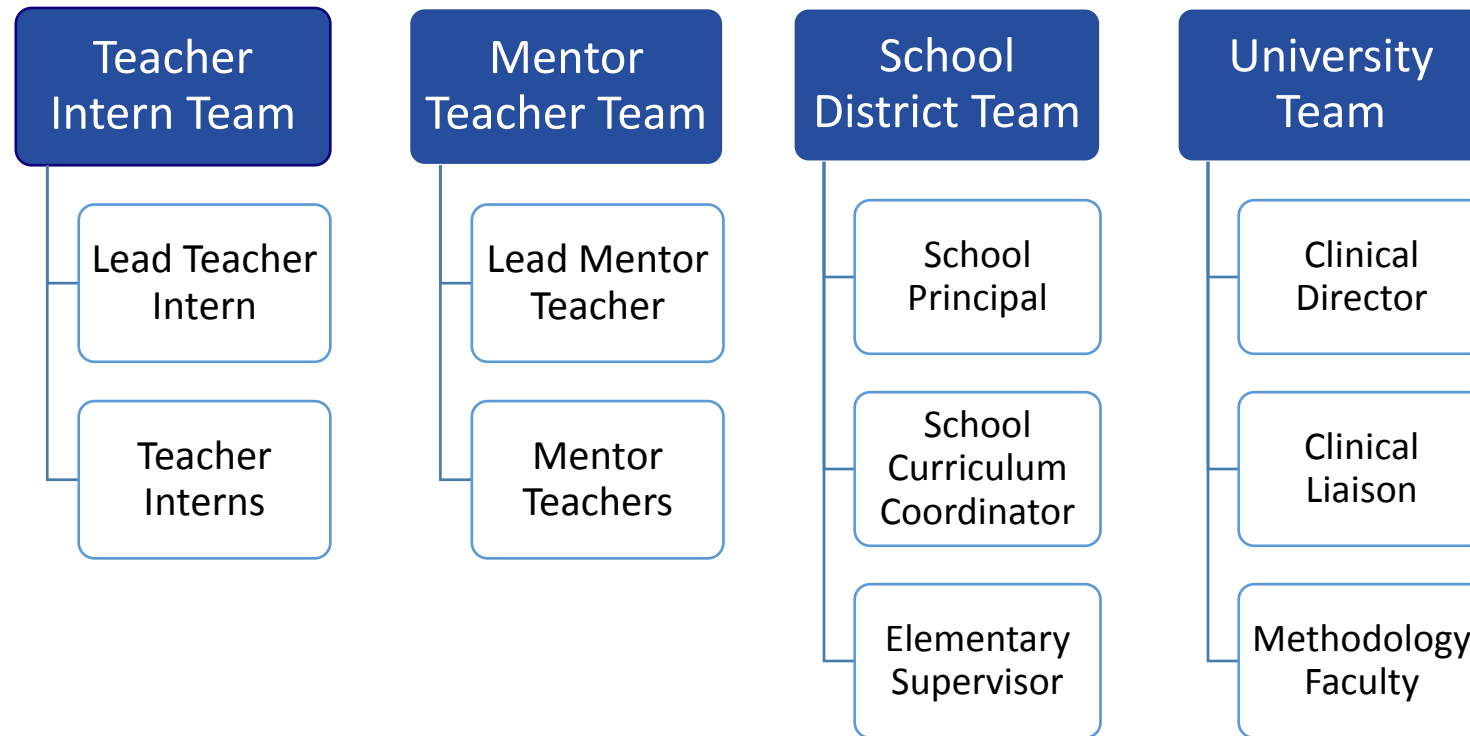 Teacher
Intern Team
Lead Teacher
Intern
Teacher
Interns
Mentor
Teacher Team
Lead Mentor
Teacher
Mentor
Teachers
School
District Team
School
Principal
School
Curriculum
Coordinator
Elementary
Supervisor
University
Team
Clinical
Director
Clinical
Liaison
Methodology
Faculty